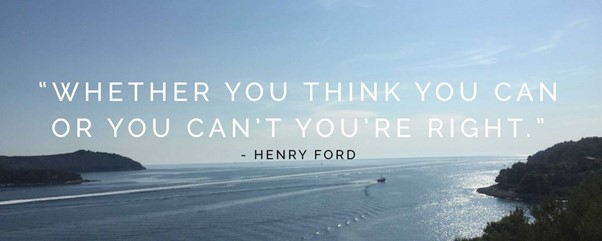 “WHETHER YOU THINK YOU CAN
OR YOU CAN’T YOU’RE RIGHT.”
- HENRY FORD